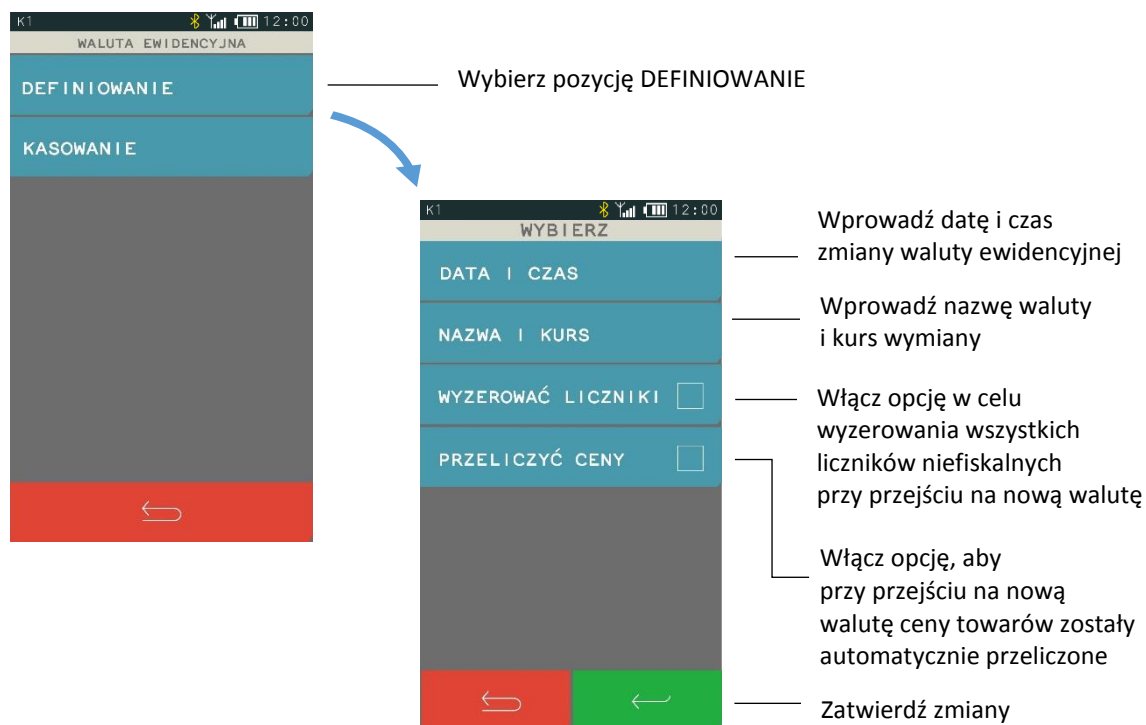 K1 12:00
WALUTA EWIDENCYJNA
DEFINIOWANIE
KASOWANIE
Wybierz pozycję DEFINIOWANIE
K1 12:00
WYBIERZ
DATA I CZAS
NAZWA I KURS
WYZEROWAĆ LICZNIKI
PRZELICZYĆ CENY
Wprowadź datę i czas
zmiany waluty ewidencyjnej
Wprowadź nazwę waluty
i kurs wymiany
Włącz opcję w celu
wyzerowania wszystkich
liczników niefiskalnych
przy przejściu na nową walutę
Włącz opcję, aby
przy przejściu na nową
walutę ceny towarów zostały
automatycznie przeliczone
Zatwierdź zmiany